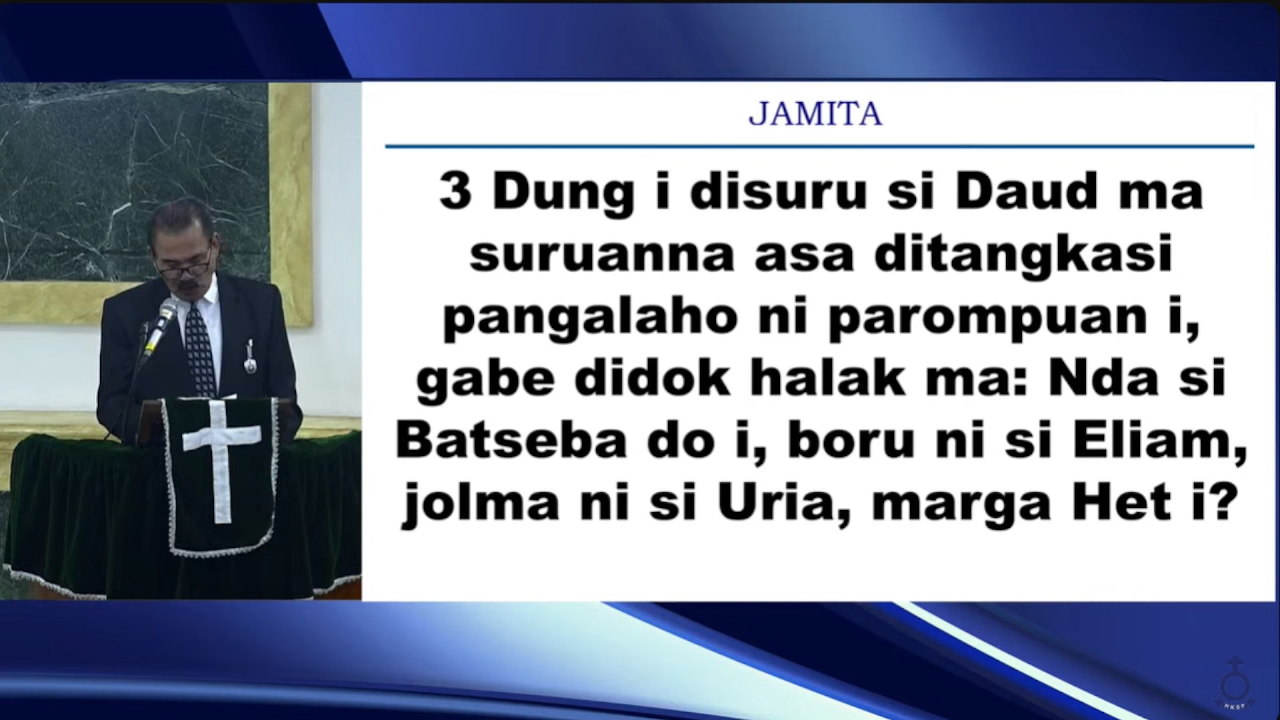 JAMITA
3 Dung i disuru si Daud ma
suruanna asa ditangkasi
pangalaho ni parompuan i,
gabe didok halak ma: Nda si
Batseba do i, boru ni si Eliam,
jolma ni si Uria, marga Het i?
HKBP